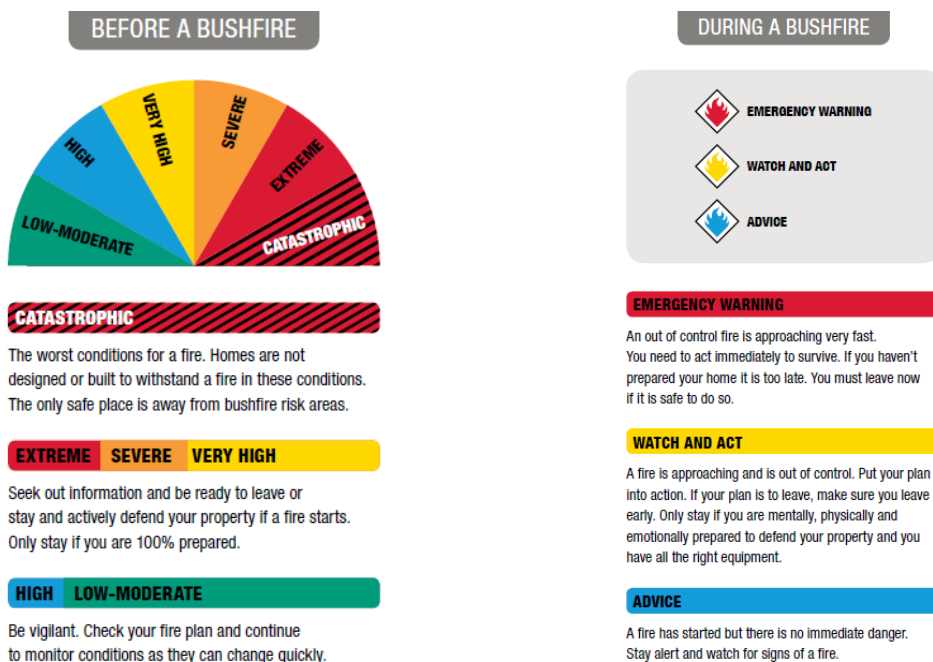 BEFORE A BUSHFIRE
LOW-MODERATE
HIGH
VERY HIGH
SEVERE
EXTREME
CATASTROPHIC
CATASTROPHIC
The worst conditions for a fire. Homes are not
designed or built to withstand a fire in these conditions.
The only safe place is away from bushfire risk areas.
EXTREME SEVERE VERY HIGH
Seek out information and be ready to leave or
stay and actively defend your property if a fire starts.
Only stay if you are 100% prepared.
HIGH LOW-MODERATE
Be vigilant. Check your fire plan and continue
to monitor conditions as they can change quickly.
DURING A BUSHFIRE
EMERGENCY WARNING
WATCH AND ACT
ADVICE
EMERGENCY WARNING
An out of control fire is approaching very fast.
You need to act immediately to survive. If you haven't
prepared your home it is too late. You must leave now
if it is safe to do so.
WATCH AND ACT
A fire is approaching and is out of control. Put your plan
into action. If your plan is to leave, make sure you leave
early. Only stay if you are mentally, physically and
emotionally prepared to defend your property and you
have all the right equipment.
ADVICE
A fire has started but there is no immediate danger.
Stay alert and watch for signs of a fire.